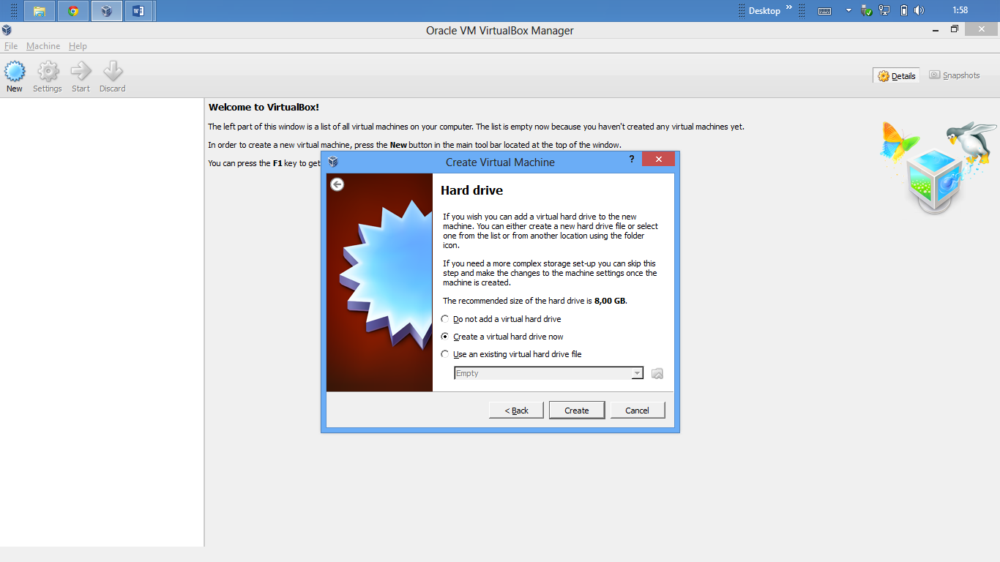 Desktop »
1:58
Oracle VM VirtualBox Manager
File Machine Help
New Settings Start Discard
Details Snapshots
Welcome to VirtualBox!
The left part of this window is a list of all virtual machines on your computer. The list is empty now because you haven't created any virtual machines yet.
In order to create a new virtual machine, press the New button in the main tool bar located at the top of the window.
You can press the F1 key to get
Create Virtual Machine
?
Hard drive
If you wish you can add a virtual hard drive to the new
machine. You can either create a new hard drive file or select
one from the list or from another location using the folder
icon.
If you need a more complex storage set-up you can skip this
step and make the changes to the machine settings once the
machine is created.
The recommended size of the hard drive is 8,00 GB.
Do not add a virtual hard drive
Create a virtual hard drive now
Use an existing virtual hard drive file
Empty
< Back Create Cancel